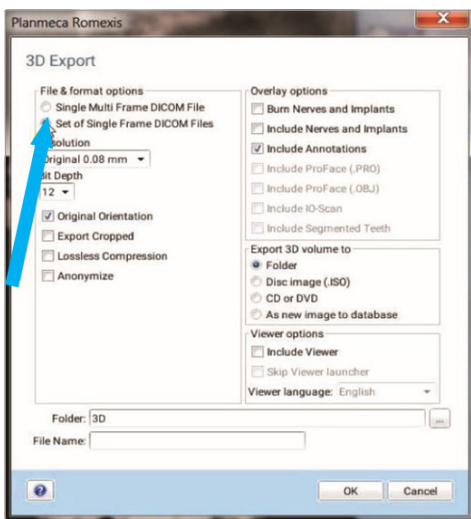 Planmeca Romexis
3D Export
File & format options
Single Multi Frame DICOM File
Set of Single Frame DICOM Files
Original 0.08 mm
Bit Depth
12
Original Orientation
Export Cropped
Lossless Compression
Anonymize
Overlay options
Burn Nerves and Implants
Include Nerves and Implants
Include Annotations
Include ProFace (.PRO)
Include ProFace (.OBJ)
Include IO-Scan
Include Segmented Teeth
Export 3D volume to
Folder
Disc image (.ISO)
CD or DVD
As new image to database
Viewer options
Include Viewer
Skip Viewer launcher
Viewer language: English
Folder: 3D
...
File Name:
?
OK
Cancel